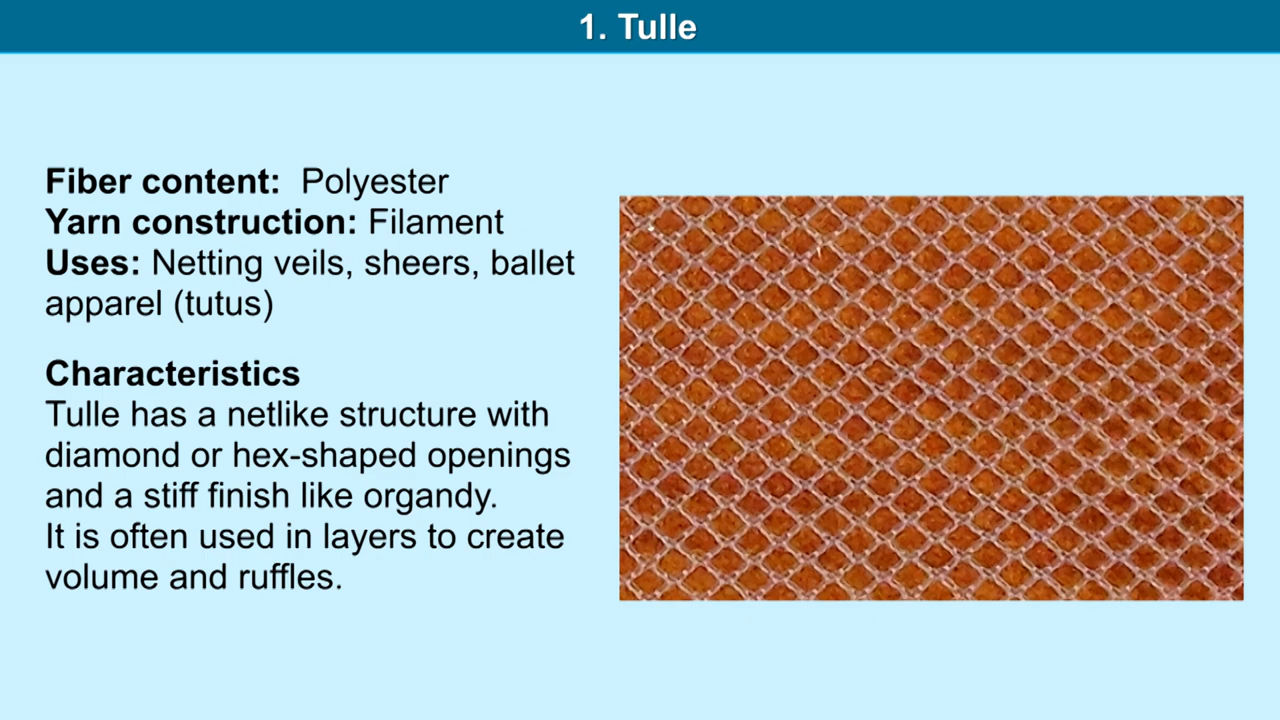 1. Tulle
Fiber content: Polyester
Yarn construction: Filament
Uses: Netting veils, sheers, ballet
apparel (tutus)
Characteristics
Tulle has a netlike structure with
diamond or hex-shaped openings
and a stiff finish like organdy.
It is often used in layers to create
volume and ruffles.